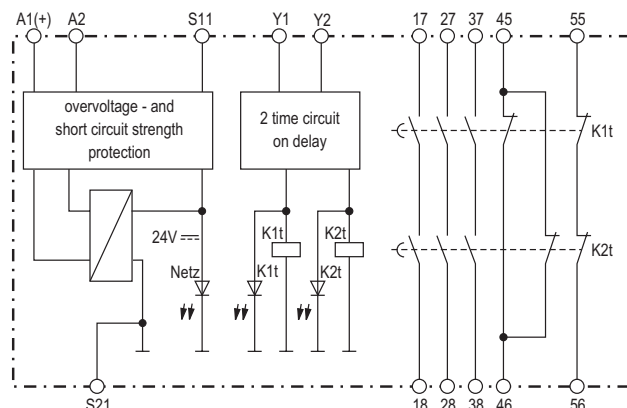 A1(+) A2 S11 Y1 Y2 17 27 37 45 55
overvoltage - and
short circuit strength
protection
2 time circuit
on delay
K1t
24V
K1t
K2t
K2t
Netz
K1t
K2t
S21
18 28 38 46 56